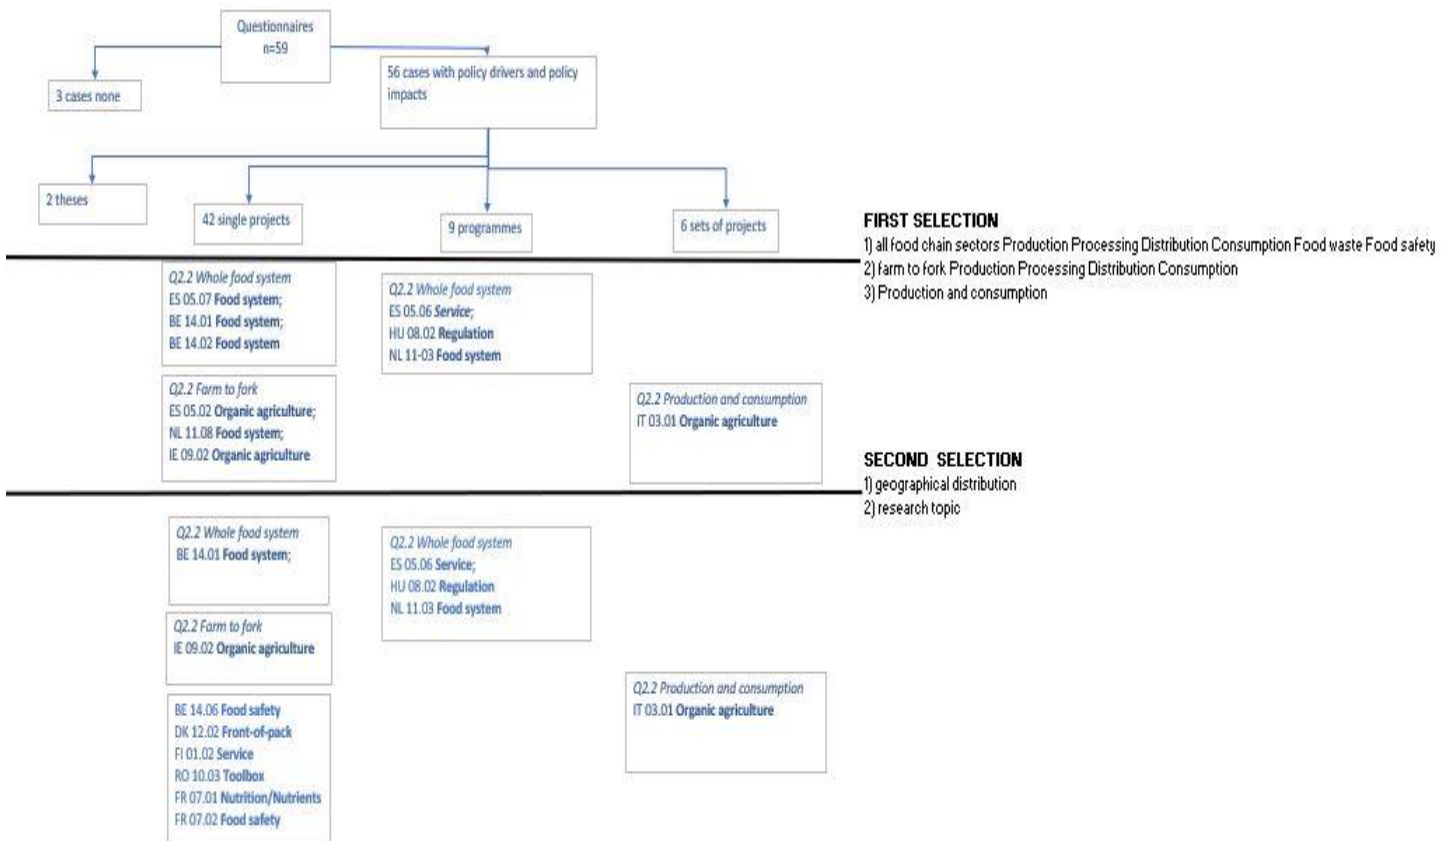 Questionnaires
n=59
3 cases none
56 cases with policy drivers and policy
impacts
2 theses
42 single projects
9 programmes
6 sets of projects
FIRST SELECTION
1) all food chain sectors Production Processing Distribution Consumption Food waste Food safety
2) farm to fork Production Processing Distribution Consumption
3) Production and consumption
Q2.2 Whole food system
ES 05.07 Food system;
BE 14.01 Food system;
BE 14.02 Food system
Q2.2 Whole food system
ES 05.06 Service;
HU 08.02 Regulation
NL 11-03 Food system
Q2.2 Farm to fork
ES 05.02 Organic agriculture;
NL 11.08 Food system;
IE 09.02 Organic agriculture
Q2.2 Production and consumption
IT 03.01 Organic agriculture
SECOND SELECTION
1) geographical distribution
2) research topic
Q2.2 Whole food system
BE 14.01 Food system;
Q2.2 Whole food system
ES 05.06 Service;
HU 08.02 Regulation
NL 11.03 Food system
Q2.2 Farm to fork
IE 09.02 Organic agriculture
Q2.2 Production and consumption
IT 03.01 Organic agriculture
BE 14.06 Food safety
DK 12.02 Front-of-pack
FI 01.02 Service
RO 10.03 Toolbox
FR 07.01 Nutrition/Nutrients
FR 07.02 Food safety